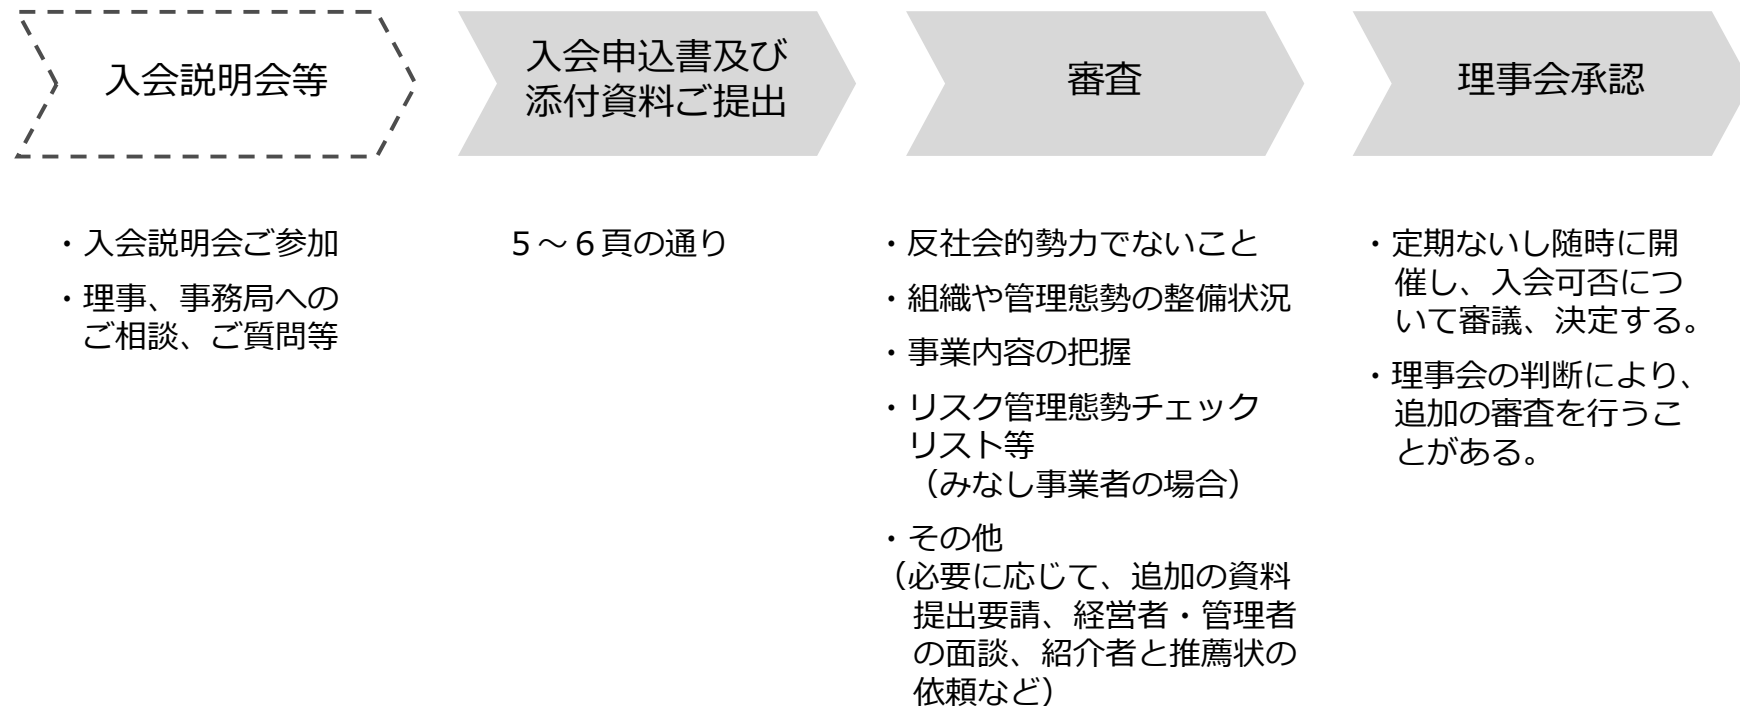 入会説明会等
入会申込書及び
添付資料ご提出
審査
理事会承認
・入会説明会ご参加
・理事、事務局への
ご相談、ご質問等
５～６頁の通り
・反社会的勢力でないこと
・組織や管理態勢の整備状況
・事業内容の把握
・リスク管理態勢チェック
リスト等
（みなし事業者の場合）
・その他
（必要に応じて、追加の資料
提出要請、経営者・管理者
の面談、紹介者と推薦状の
依頼など）
・定期ないし随時に開
催し、入会可否につ
いて審議、決定する。
・理事会の判断により、
追加の審査を行うこ
とがある。